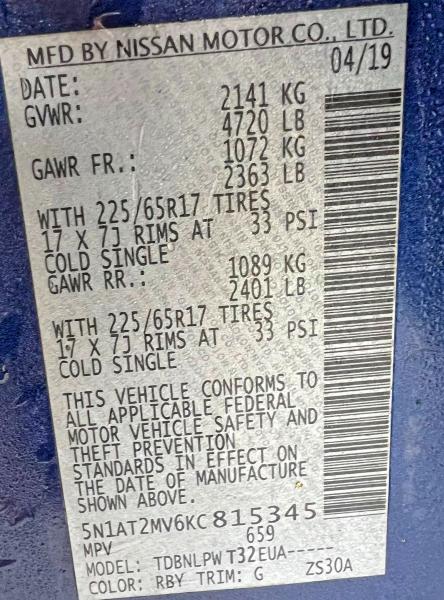 MFD BY NISSAN MOTOR CO., LTD.
DATE: 04/19
GVWR: 2141 KG
4720 LB
GAWR FR.: 1072 KG
2363 LB
WITH 225/65R17 TIRES
17 X 7J RIMS AT 33 PSI
COLD SINGLE
GAWR RR.: 1089 KG
2401 LB
WITH 225/65R17 TIRES
17 X 7J RIMS AT 33 PSI
COLD SINGLE
THIS VEHICLE CONFORMS TO
ALL APPLICABLE FEDERAL
MOTOR VEHICLE SAFETY AND
THEFT PREVENTION
STANDARDS IN EFFECT ON
THE DATE OF MANUFACTURE
SHOWN ABOVE.
5N1AT2MV6KC815345
MPV 659
MODEL: TDBNLPWT32EUA-----
COLOR: RBY TRIM: G ZS30A